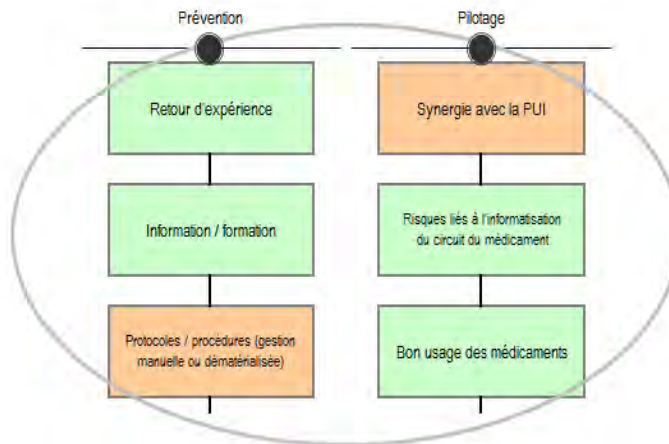 Prévention
Pilotage
Retour d'expérience
Synergie avec la PUI
Information / formation
Risques liés à l'informatisation
du circuit du médicament
Protocoles / procédures (gestion
manuelle ou dématérialisée)
Bon usage des médicaments